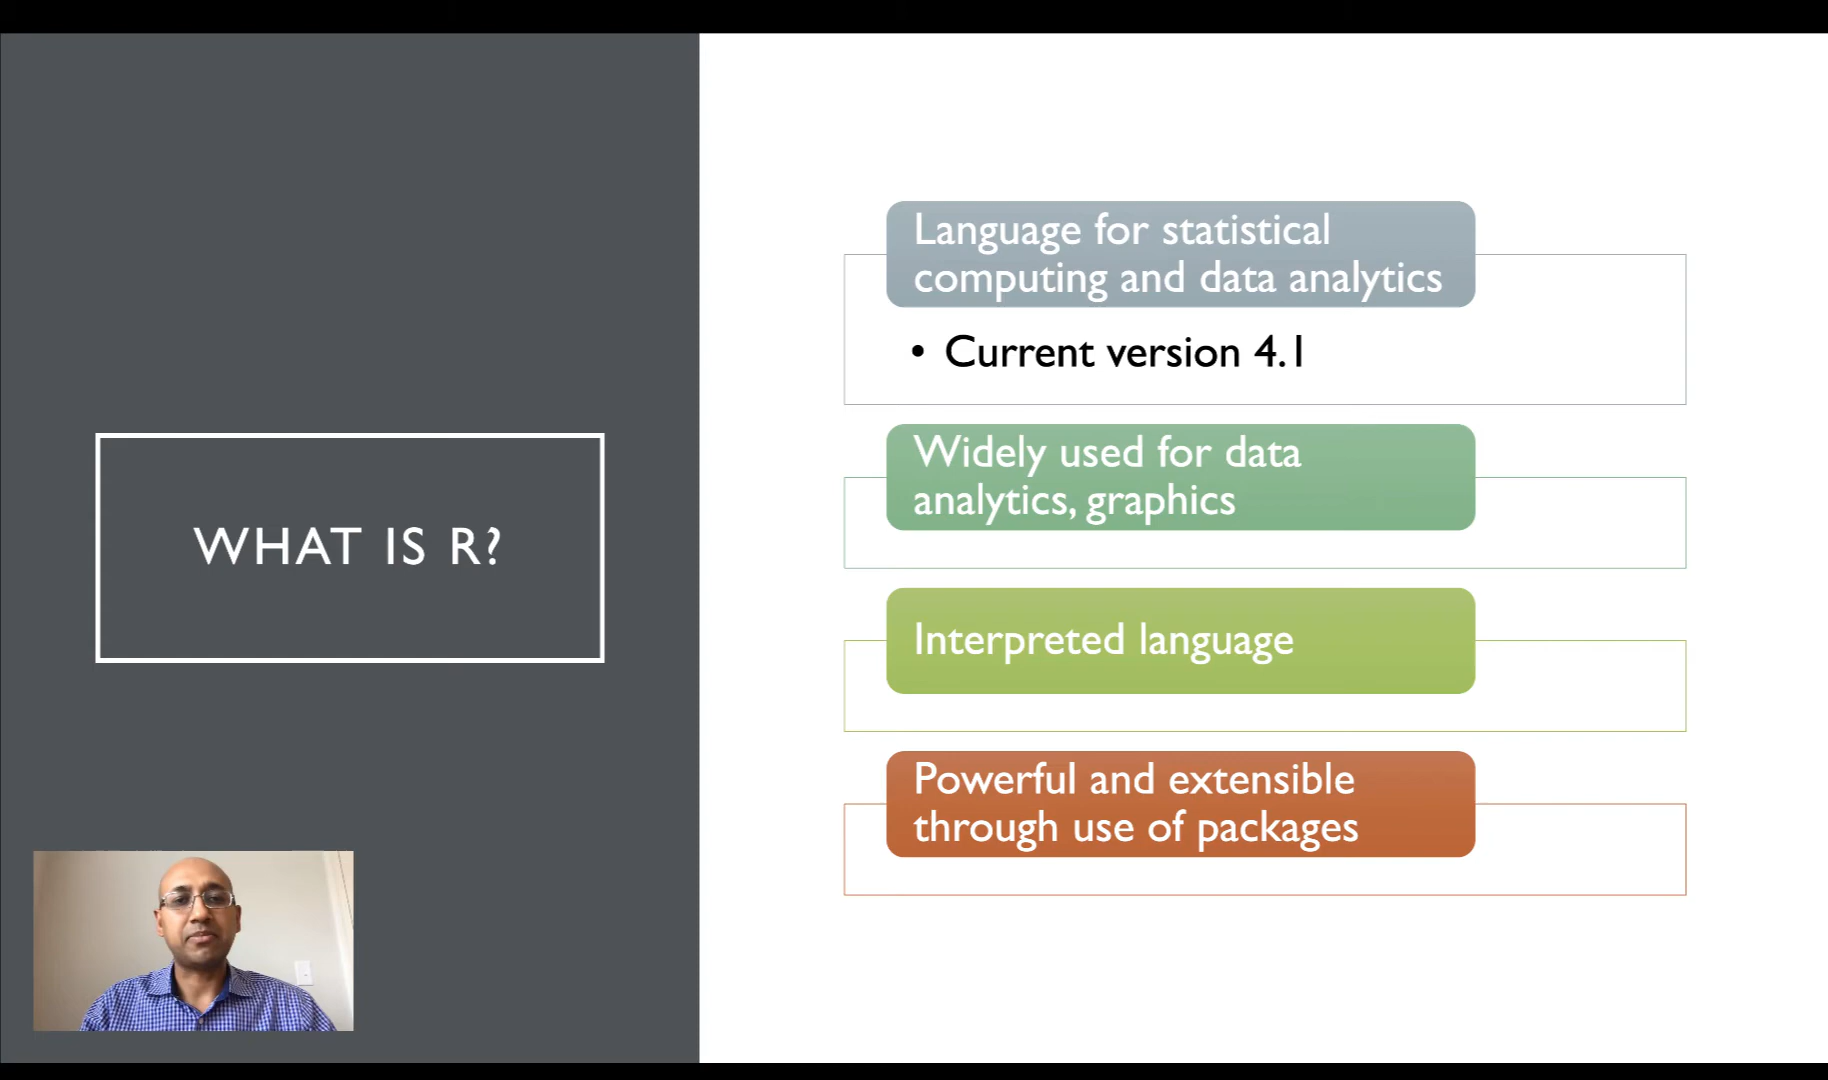 WHAT IS R?
Language for statistical
computing and data analytics
• Current version 4.1
Widely used for data
analytics, graphics
Interpreted language
Powerful and extensible
through use of packages